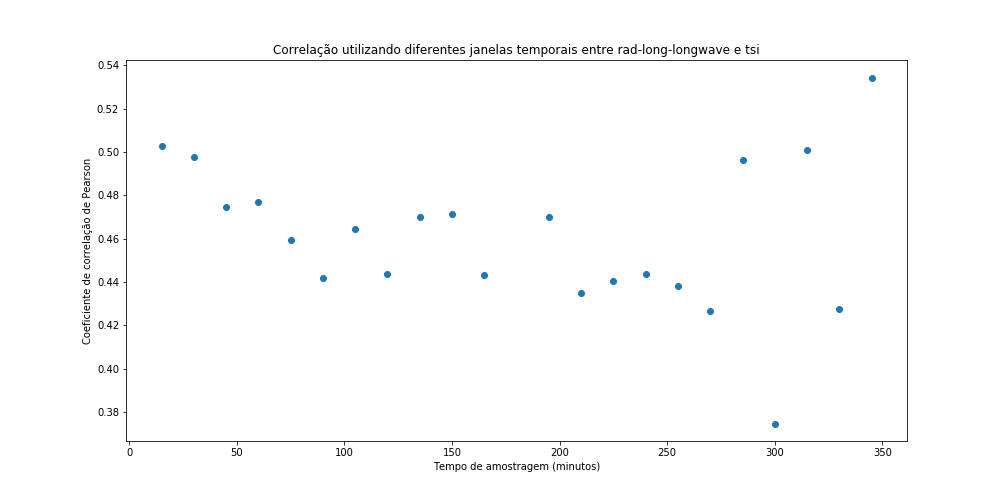 Correlação utilizando diferentes janelas temporais entre rad-long-longwave e tsi
Coeficiente de correlação de Pearson
0.54
0.52
0.50
0.48
0.46
0.44
0.42
0.40
0.38
0 50 100 150 200 250 300 350
Tempo de amostragem (minutos)